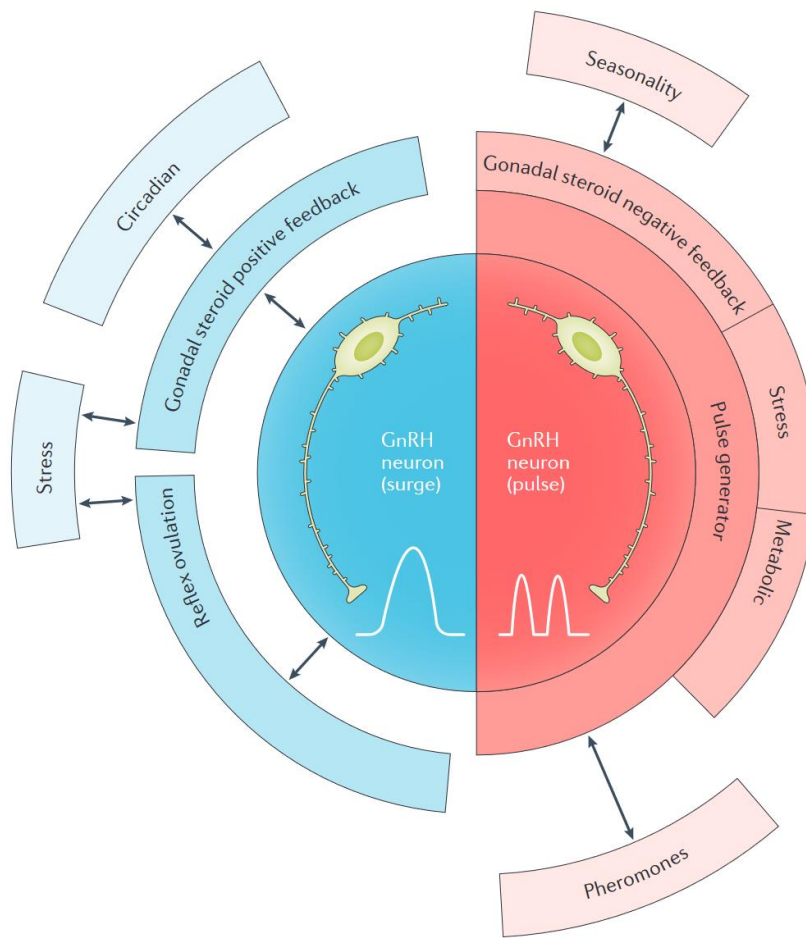 Seasonality
Gonadal steroid negative feedback
Circadian
Gonadal steroid positive feedback
Stress
Pulse generator
Stress
GnRH
neuron
(surge)
GnRH
neuron
(pulse)
Reflex ovulation
Metabolic
Pheromones